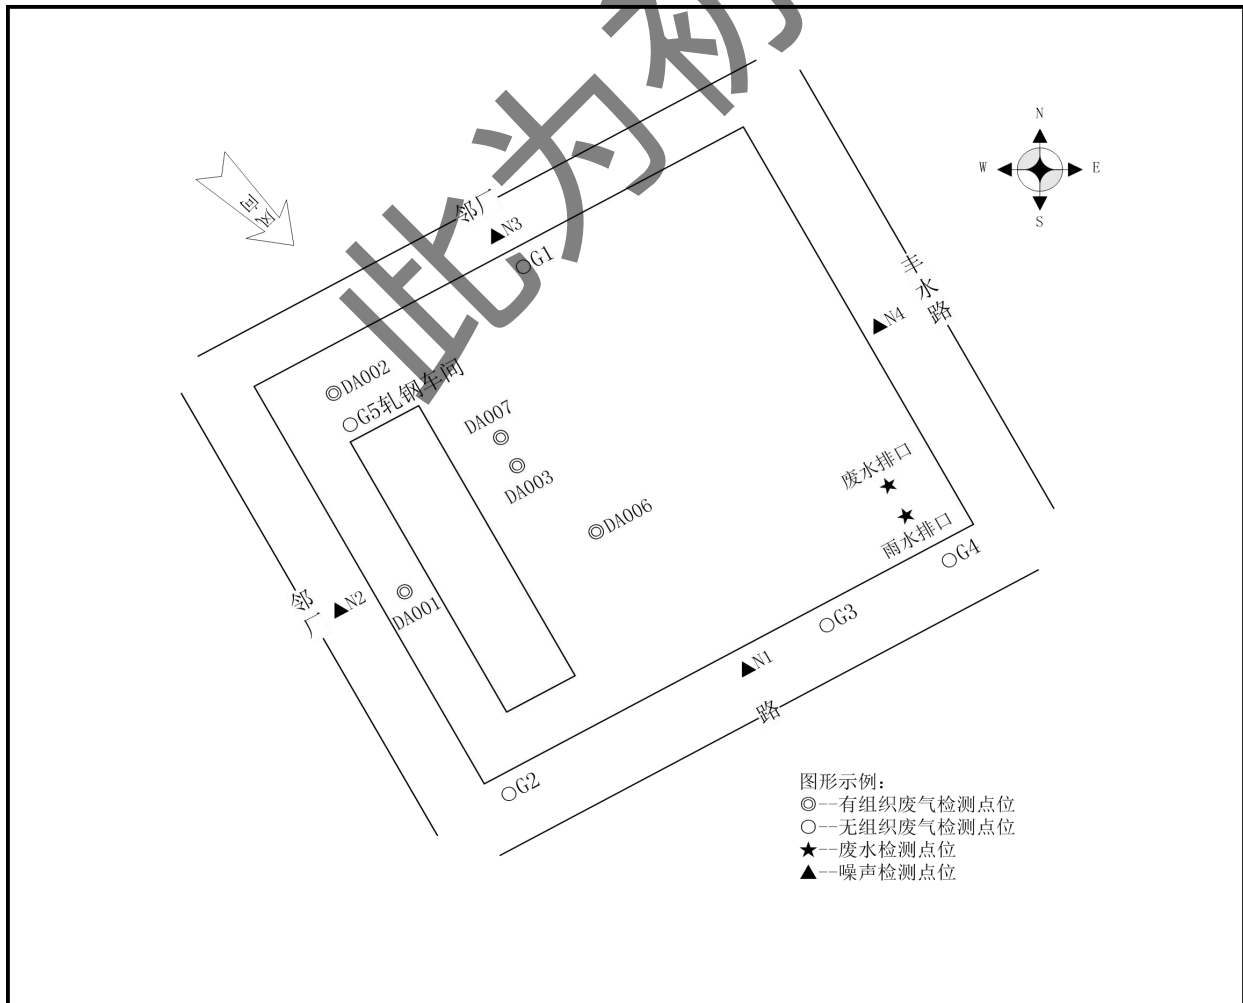 此为初
N
W
E
S
风向
邻厂
N3
G1
丰水路
N4
DA002
G5轧钢车间
DA007
DA003
DA006
废水排口
雨水排口
G4
邻厂
N2
DA001
G3
N1
路
G2
图形示例:
◎--有组织废气检测点位
○--无组织废气检测点位
★--废水检测点位
▲--噪声检测点位